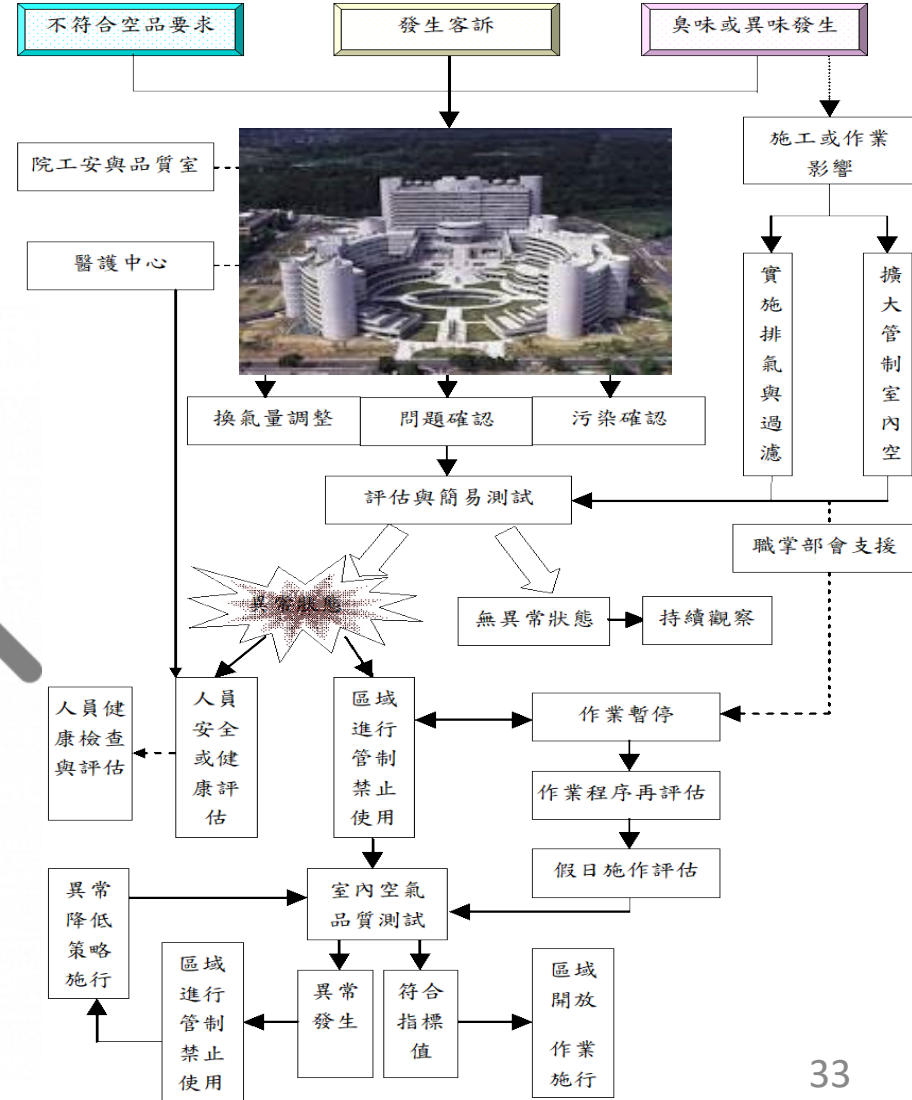 不符合空品要求
發生客訴
臭味或異味發生
院工安與品質室
施工或作業
影響
醫護中心
實
施
排
氣
與
過
濾
擴
大
管
制
室
內
空
換氣量調整
問題確認
污染確認
評估與簡易測試
職掌部會支援
異常狀態
無異常狀態
持續觀察
人員健
康檢查
與評估
人員
安全
或健
康評
估
區域
進行
管制
禁止
使用
作業暫停
作業程序再評估
假日施作評估
異常
降低
策略
施行
室內空氣
品質測試
區域
進行
管制
禁止
使用
異常
發生
符合
指標
值
區域
開放
作業
施行
33